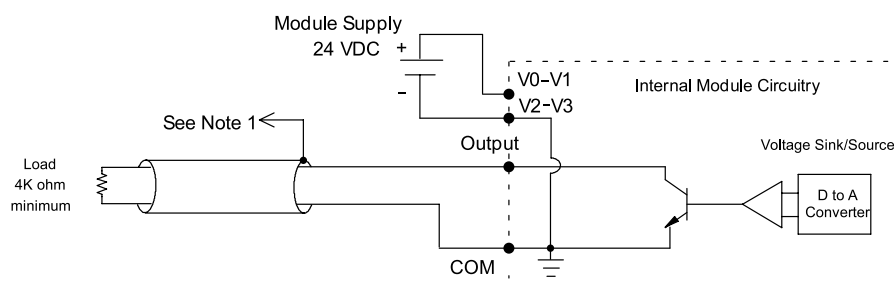 Module Supply
24 VDC
+
−
V0–V1
Internal Module Circuitry
V2–V3
See Note 1
Output
Voltage Sink/Source
Load
4K ohm
minimum
D to A
Converter
COM